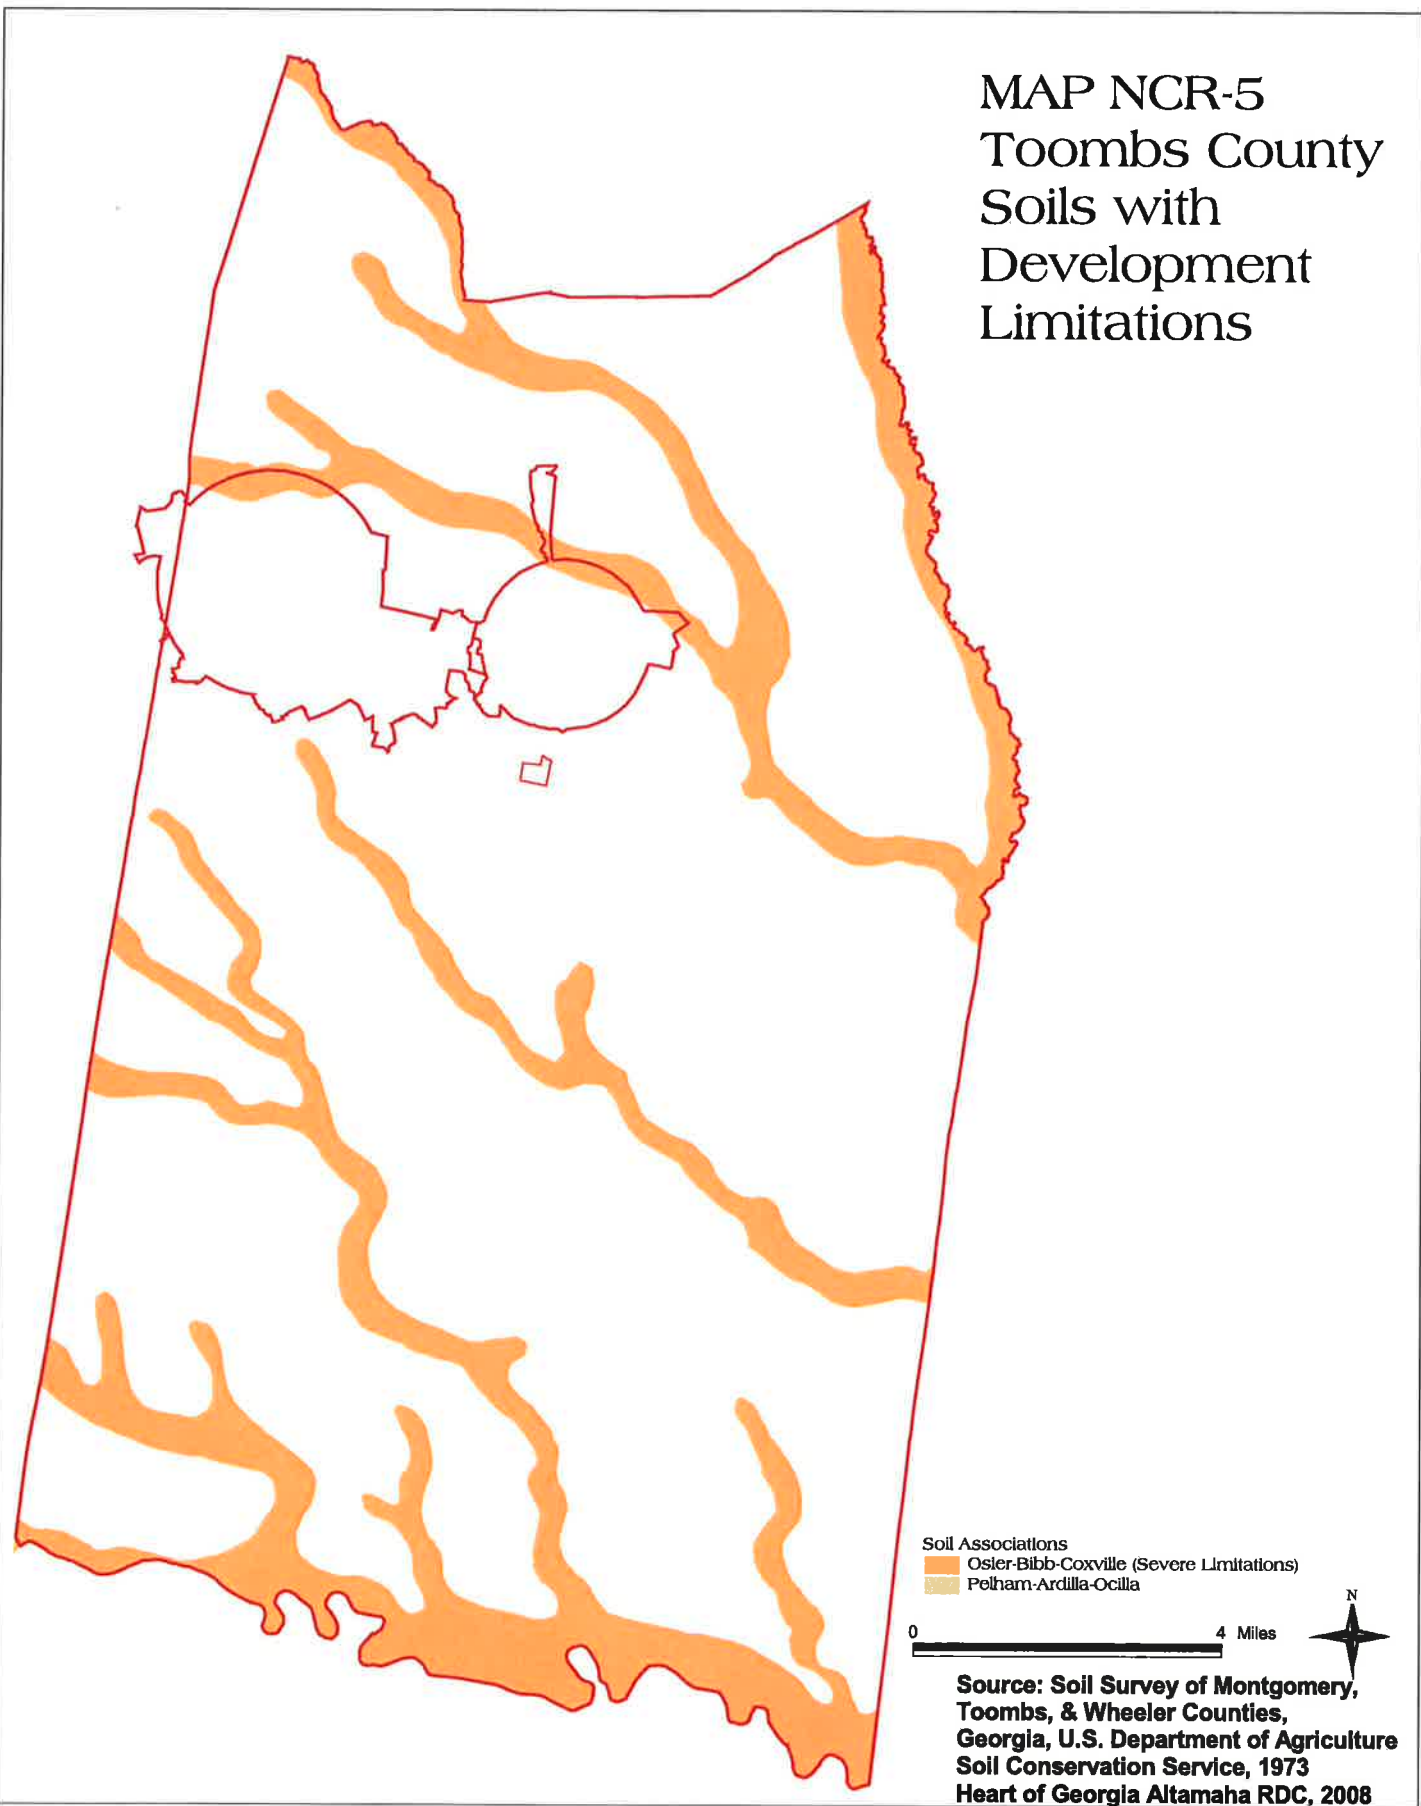 MAP NCR-5
Toombs County
Soils with
Development
Limitations
Soil Associations
Osier-Bibb-Coxville (Severe Limitations)
Pelham-Ardilla-Ocilla
N
0 4 Miles
Source: Soil Survey of Montgomery,
Toombs, & Wheeler Counties,
Georgia, U.S. Department of Agriculture
Soil Conservation Service, 1973
Heart of Georgia Altamaha RDC, 2008